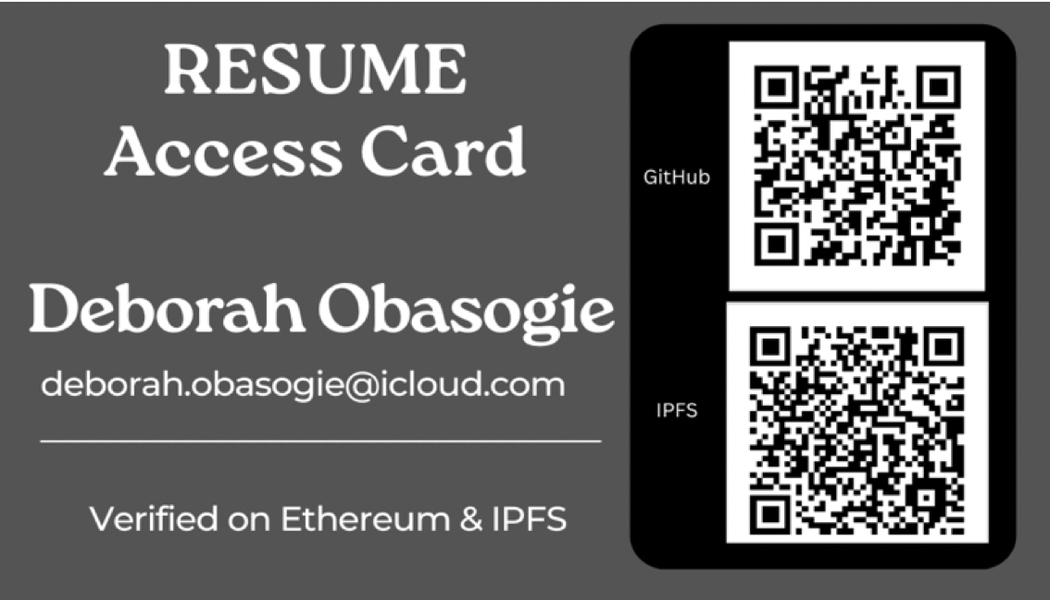 RESUME
Access Card
Deborah Obasogie
deborah.obasogie@icloud.com
Verified on Ethereum & IPFS
GitHub
IPFS